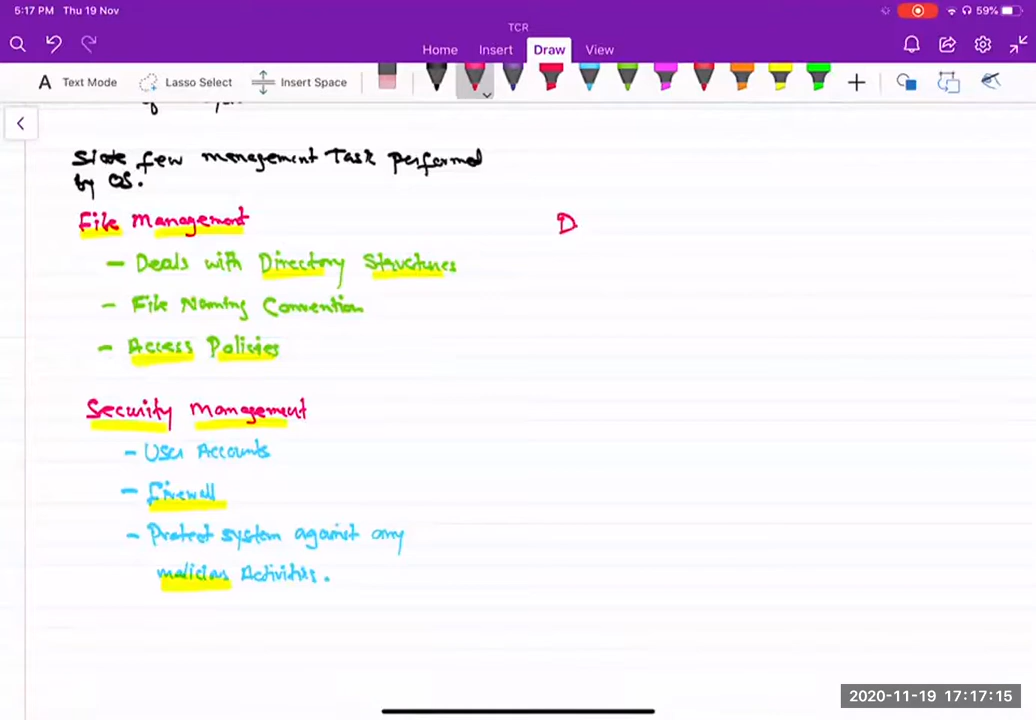 5:17 PM Thu 19 Nov
59%
TCR
Home Insert Draw View
A Text Mode Lasso Select Insert Space
State few management Task performed
by OS.
File Management
D
- Deals with Directory Structures
- File Naming Convention
- Access Policies
Security Management
- User Accounts
- Firewall
- Protect system against any
malicias Activities.
2020-11-19 17:17:15